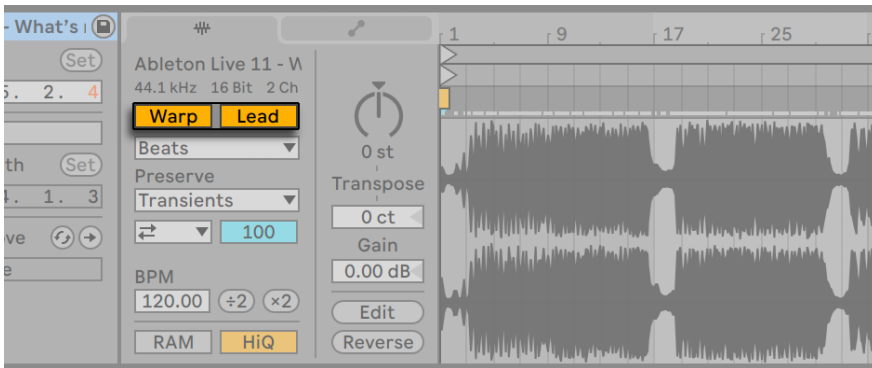 - What's
Set
5. 2. 4
th Set
1. 3
ve
e
Ableton Live 11 - W
44.1 kHz 16 Bit 2 Ch
Warp Lead
Beats
Preserve
Transients
100
BPM
120.00 ÷2 ×2
RAM HiQ
0 st
Transpose
0 ct
Gain
0.00 dB
Edit
Reverse
1 9 17 25